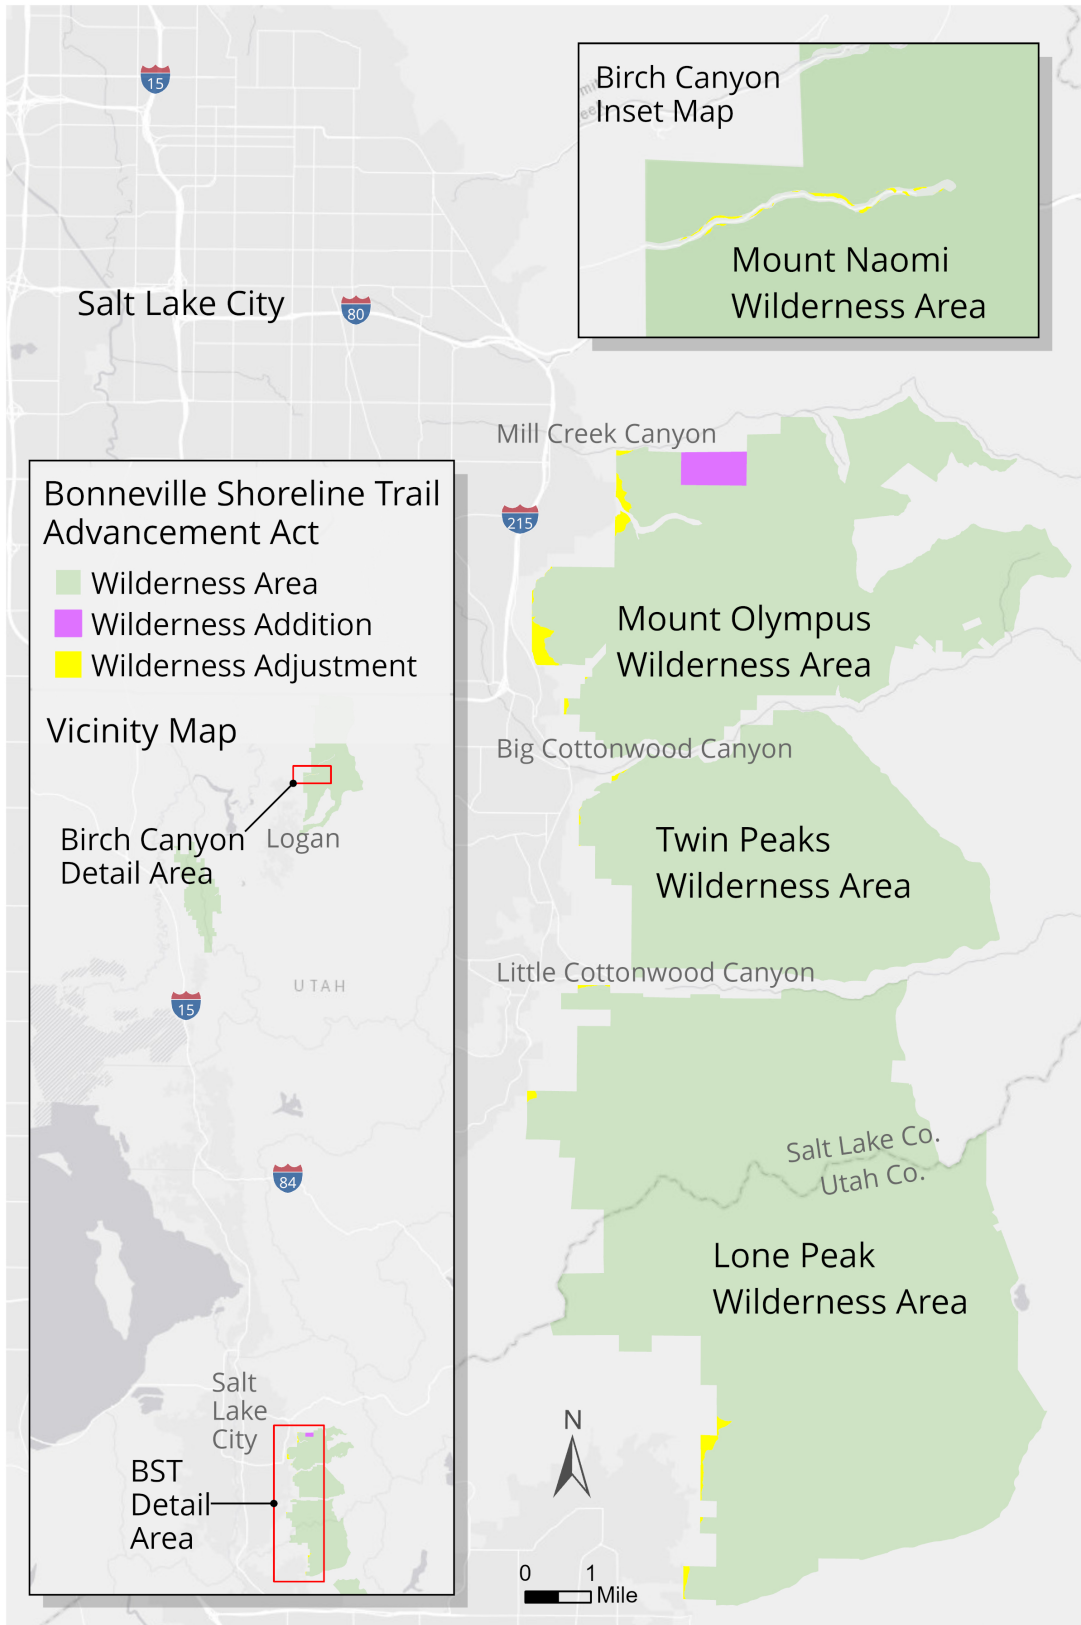 15
Birch Canyon
Inset Map
Mount Naomi
Wilderness Area
Salt Lake City
80
Mill Creek Canyon
215
Bonneville Shoreline Trail
Advancement Act
Wilderness Area
Wilderness Addition
Wilderness Adjustment
Mount Olympus
Wilderness Area
Vicinity Map
Big Cottonwood Canyon
Birch Canyon
Detail Area
Logan
Twin Peaks
Wilderness Area
Little Cottonwood Canyon
UTAH
15
84
Salt Lake Co.
Utah Co.
Lone Peak
Wilderness Area
Salt
Lake
City
BST
Detail
Area
N
0 1
Mile